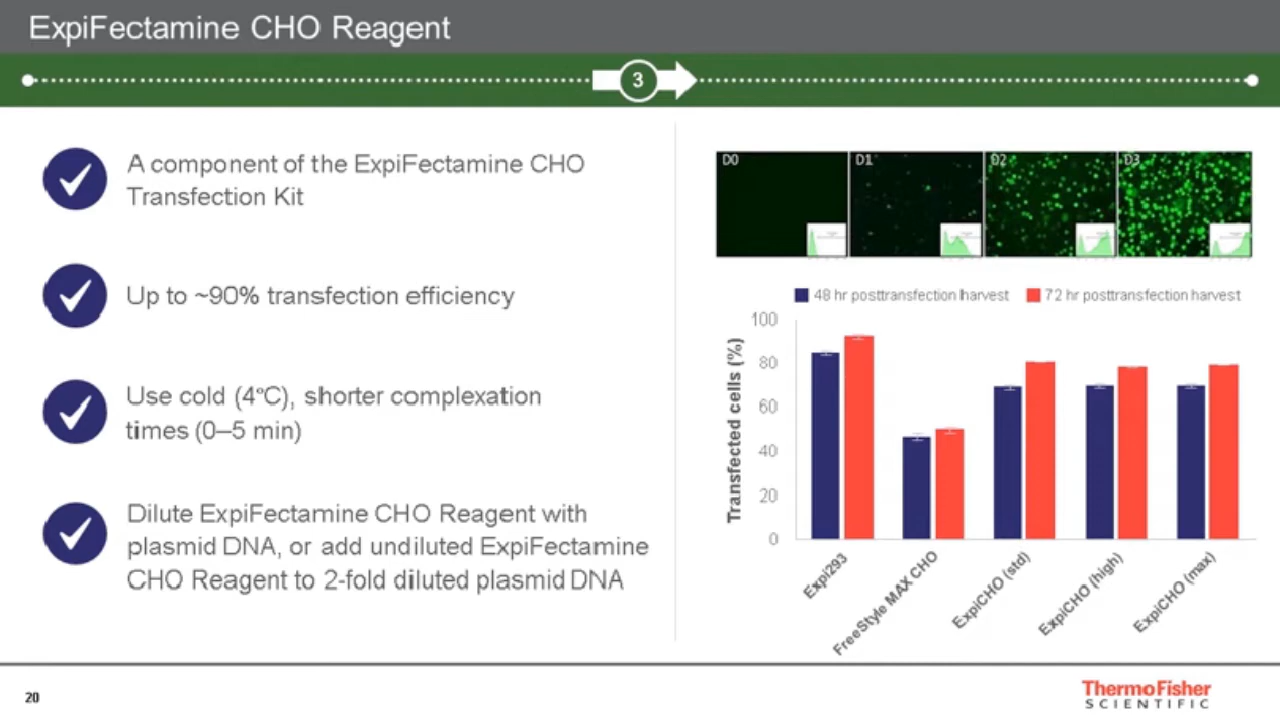 ExpiFectamine CHO Reagent
3
A component of the ExpiFectamine CHO
Transfection Kit
Up to ~90% transfection efficiency
Use cold (4°C), shorter complexation
times (0–5 min)
Dilute ExpiFectamine CHO Reagent with
plasmid DNA, or add undiluted ExpiFectamine
CHO Reagent to 2-fold diluted plasmid DNA
D0
D1
D2
D3
48 hr posttransfection harvest
72 hr posttransfection harvest
Transfected cells (%)
100
80
60
40
20
0
Expi293
FreeStyle MAX CHO
ExpiCHO (std)
ExpiCHO (high)
ExpiCHO (max)
20
ThermoFisher
SCIENTIFIC